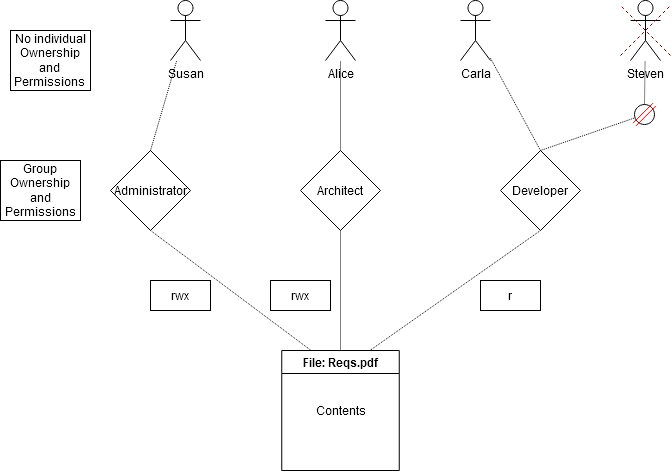 No individual
Ownership
and
Permissions
Susan
Alice
Carla
Steven
Group
Ownership
and
Permissions
Administrator
Architect
Developer
rwx
rwx
r
File: Reqs.pdf
Contents